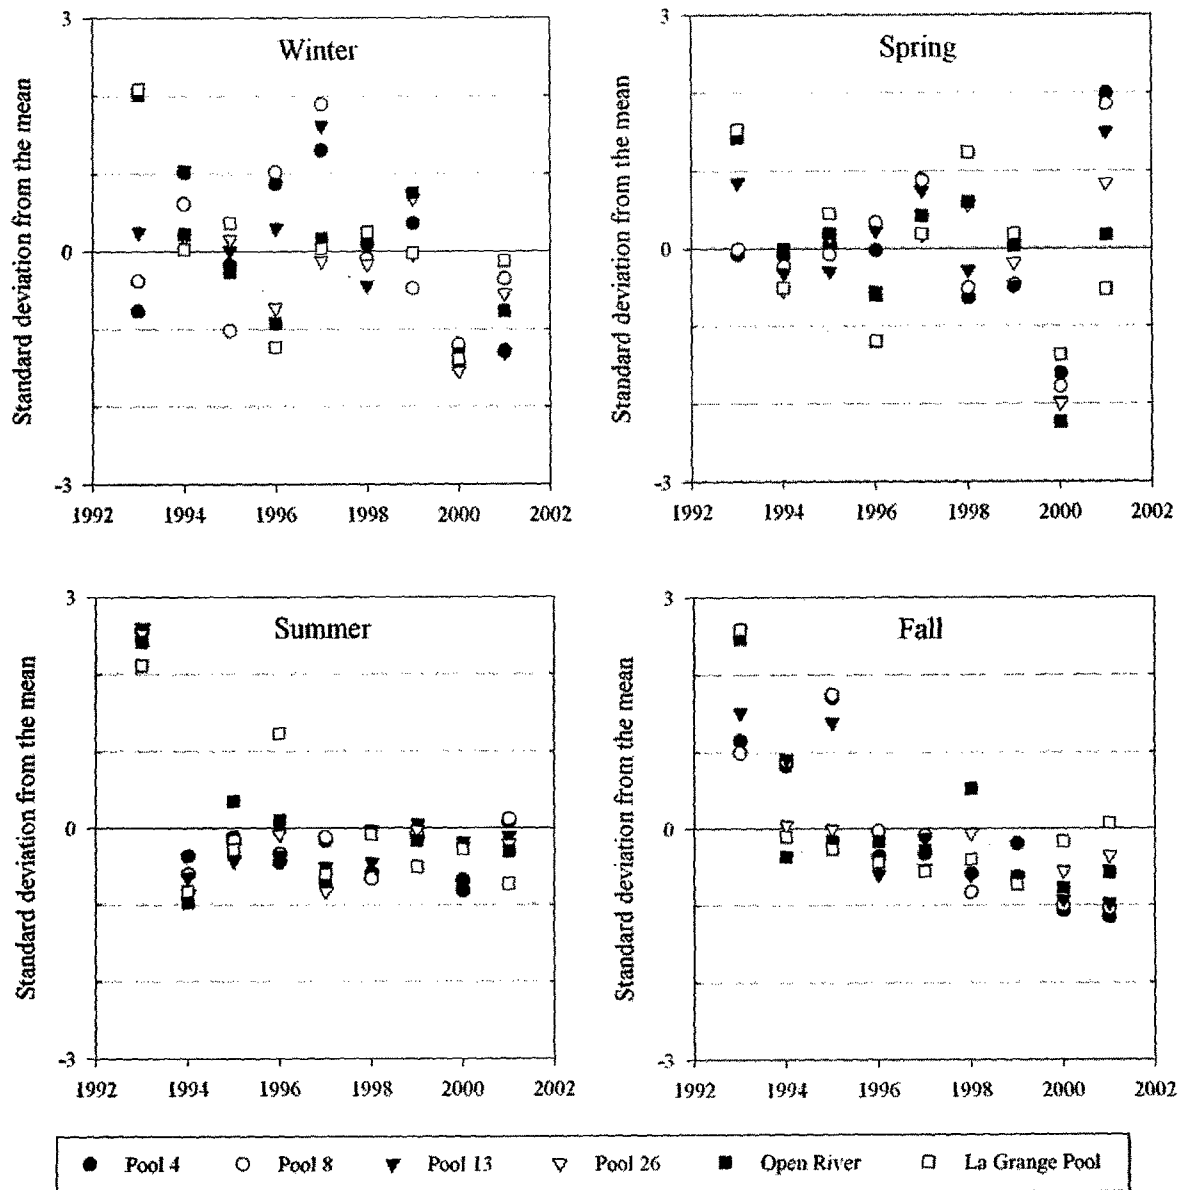 Winter
Standard deviation from the mean
3
0
-3
1992 1994 1996 1998 2000 2002
Spring
Standard deviation from the mean
3
0
-3
1992 1994 1996 1998 2000 2002
Summer
Standard deviation from the mean
3
0
-3
1992 1994 1996 1998 2000 2002
Fall
Standard deviation from the mean
3
0
-3
1992 1994 1996 1998 2000 2002
Pool 4 Pool 8 Pool 13 Pool 26 Open River La Grange Pool